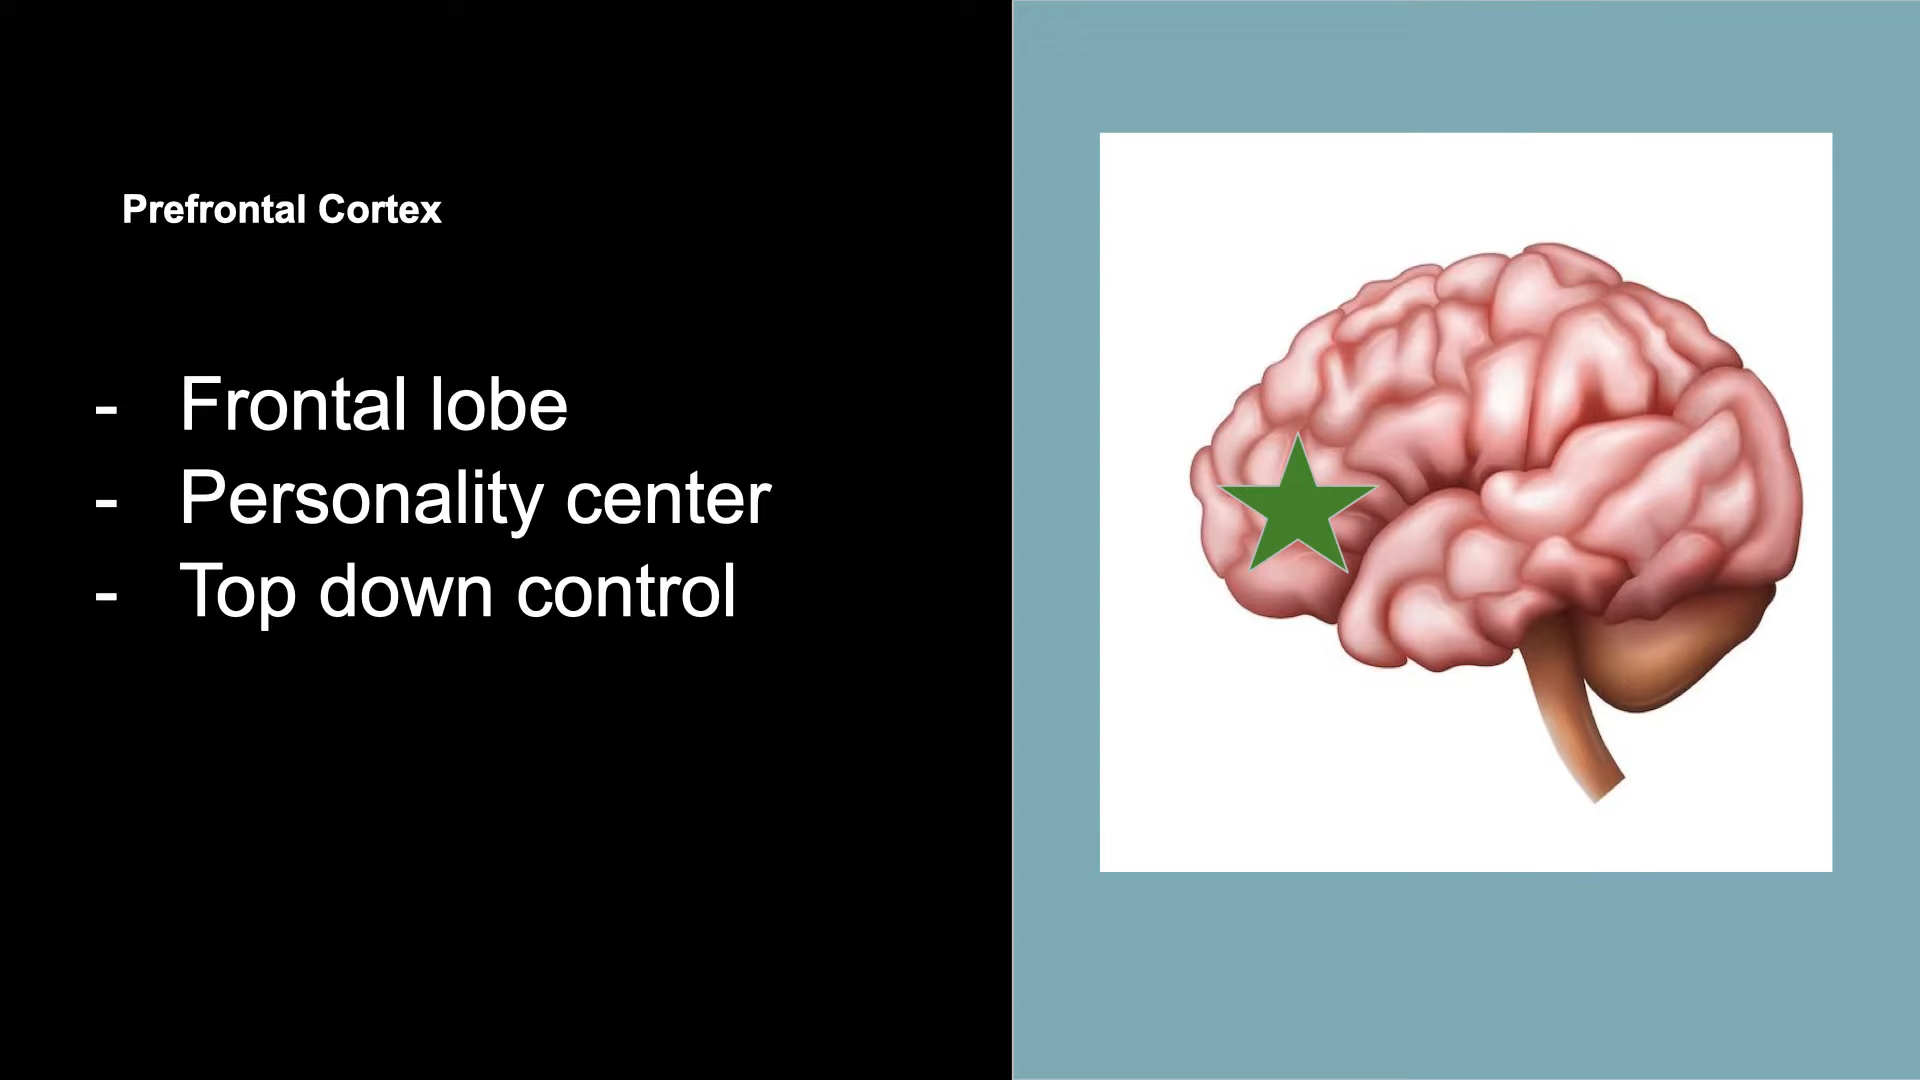 Prefrontal Cortex
- Frontal lobe
- Personality center
- Top down control